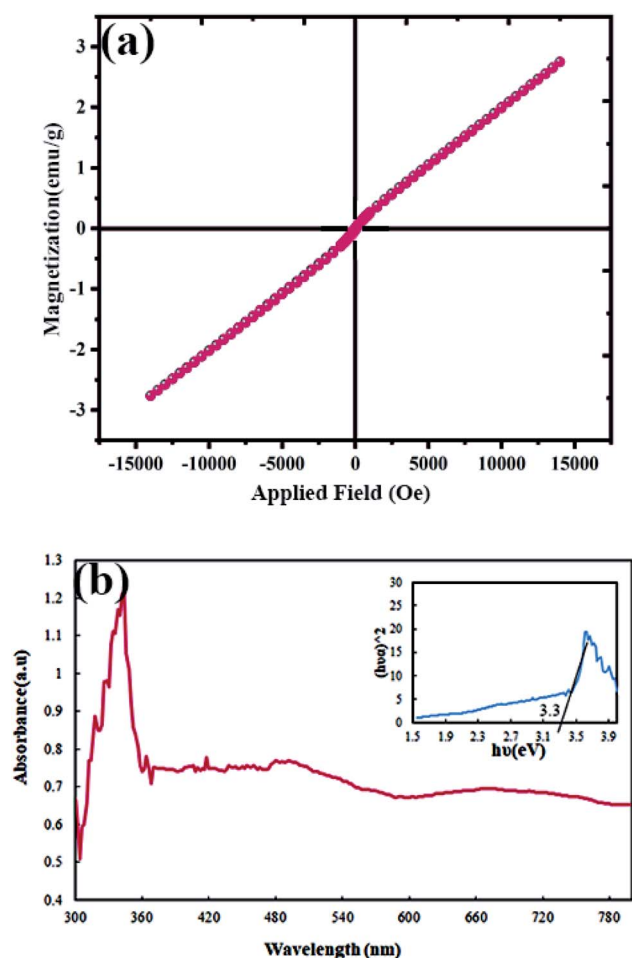 (a)
3
2
1
0
-1
-2
-3
Magnetization(emu/g)
-15000 -10000 -5000 0 5000 10000 15000
Applied Field (Oe)
(b)
1.3
1.2
1.1
1
0.9
0.8
0.7
0.6
0.5
0.4
Absorbance(a.u)
300 360 420 480 540 600 660 720 780
Wavelength (nm)
30
25
20
15
10
5
0
(hυα)^2
3.3
1.5 1.9 2.3 2.7 3.1 3.5 3.9
hυ(eV)